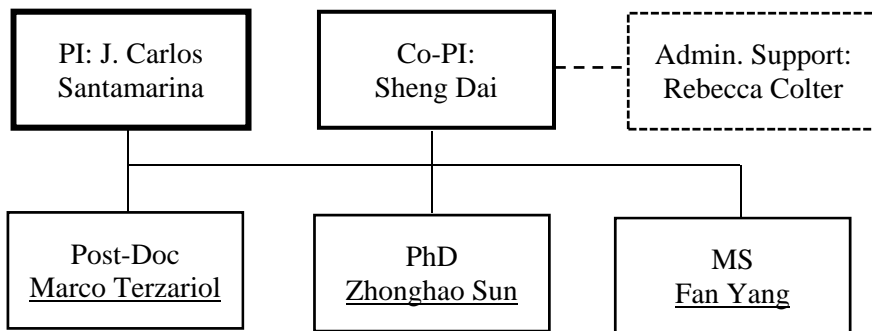 PI: J. Carlos
Santamarina
Co-PI:
Sheng Dai
Admin. Support:
Rebecca Colter
Post-Doc
Marco Terzariol
PhD
Zhonghao Sun
MS
Fan Yang